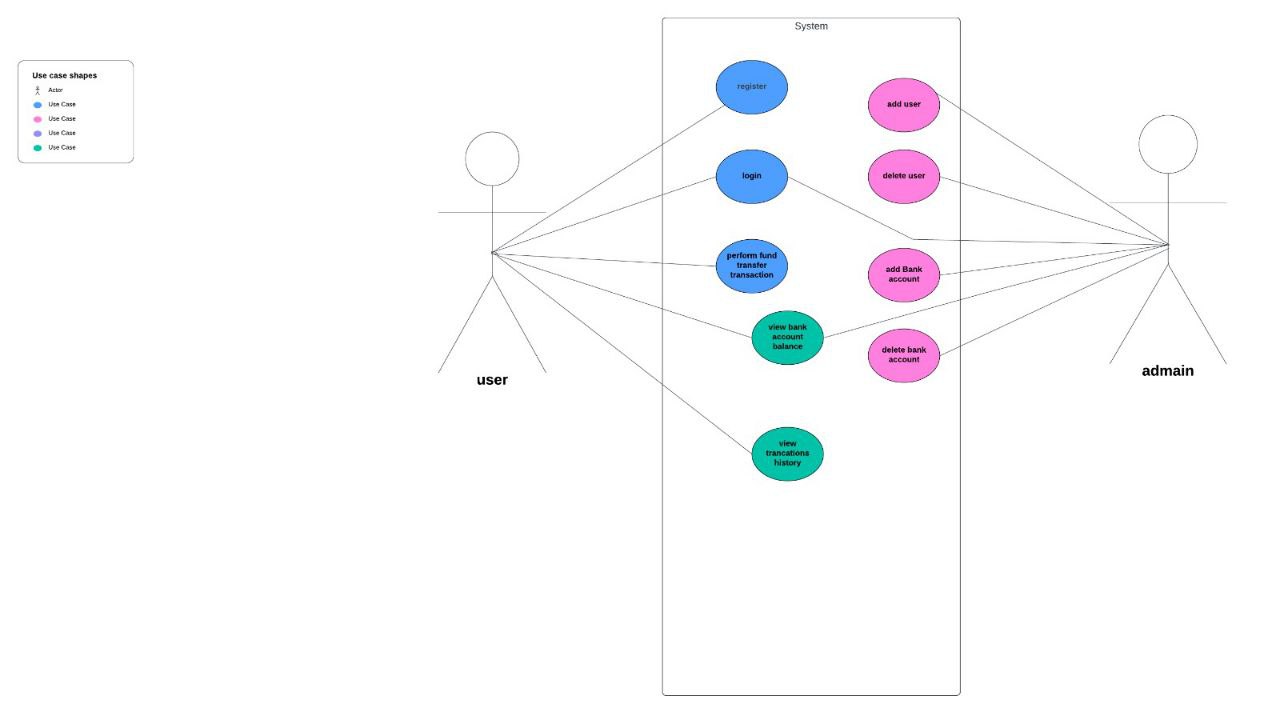 System
Use case shapes
Actor
Use Case
Use Case
Use Case
Use Case
register
add user
login
delete user
perform fund
transfer
transaction
add Bank
account
view bank
account
balance
delete bank
account
user
admain
view
trancations
history